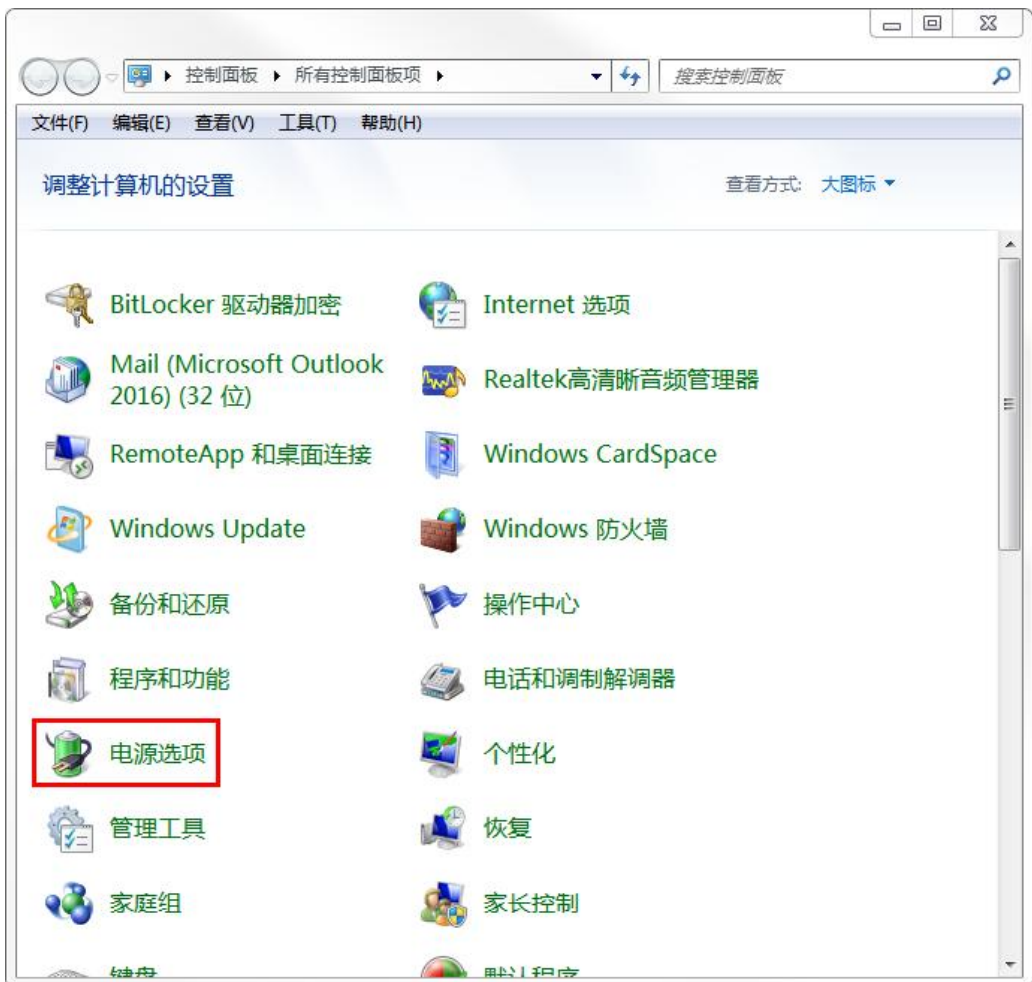 控制面板 所有控制面板项 搜索控制面板
文件(F) 编辑(E) 查看(V) 工具(T) 帮助(H)
调整计算机的设置 查看方式: 大图标
BitLocker 驱动器加密 Internet 选项
Mail (Microsoft Outlook
2016) (32 位) Realtek高清晰音频管理器
RemoteApp 和桌面连接 Windows CardSpace
Windows Update Windows 防火墙
备份和还原 操作中心
程序和功能 电话和调制解调器
电源选项 个性化
管理工具 恢复
家庭组 家长控制
键盘 默认程序